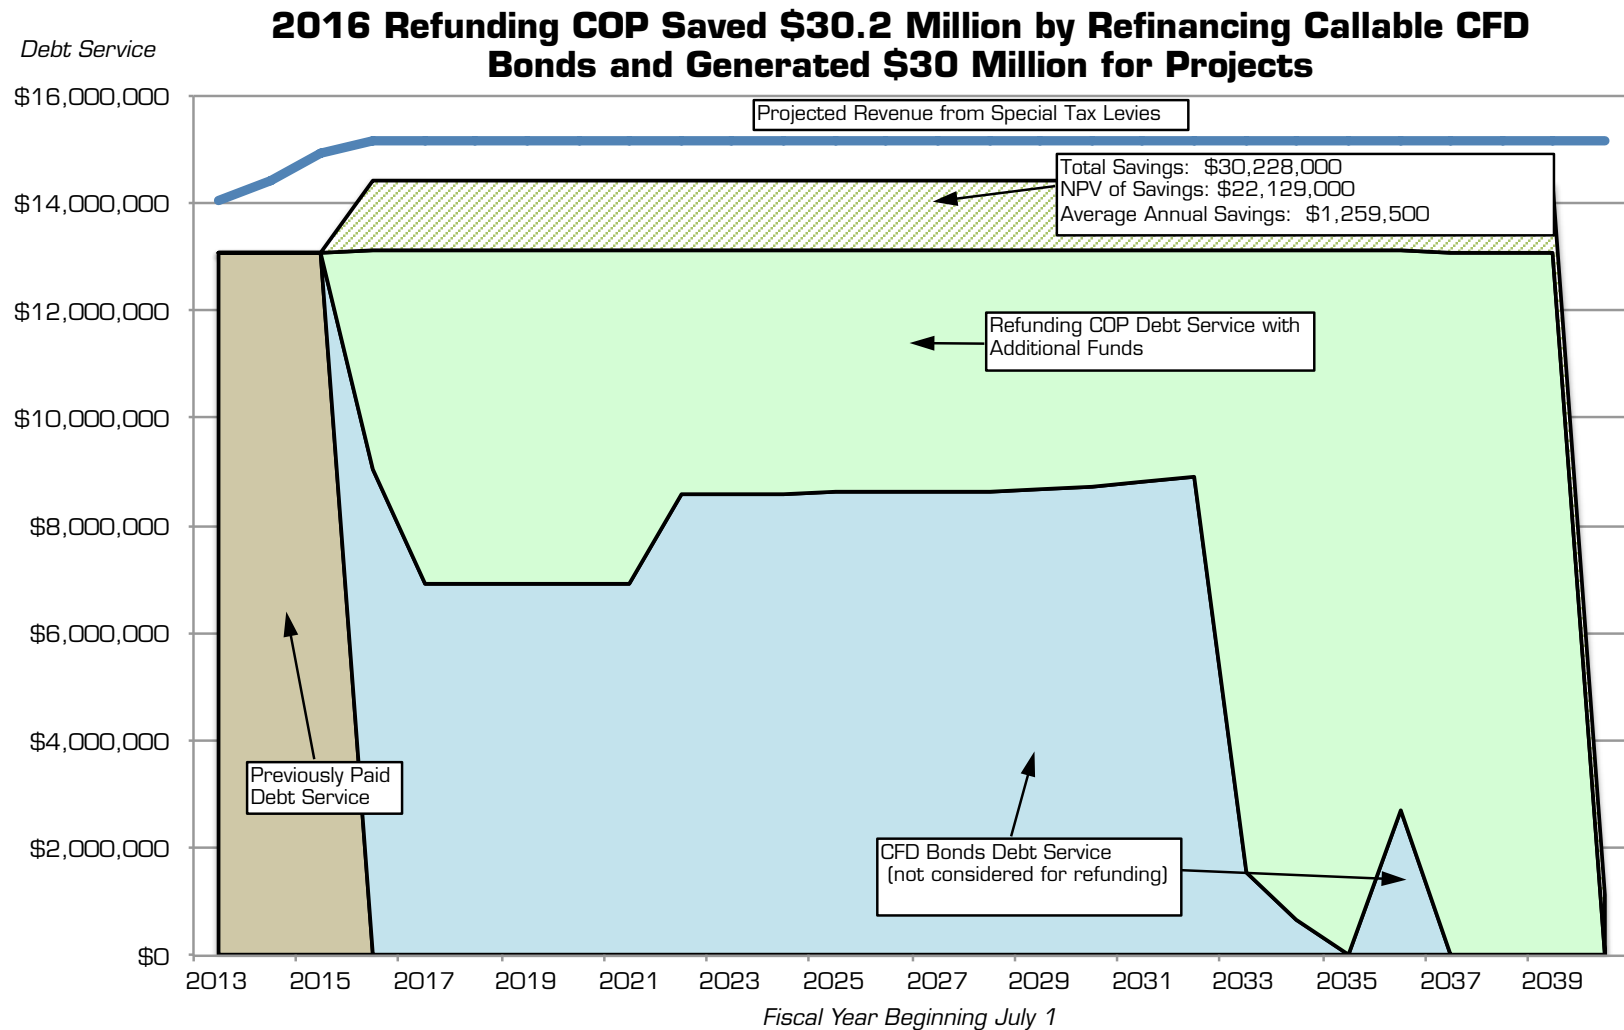 2016 Refunding COP Saved $30.2 Million by Refinancing Callable CFD
Bonds and Generated $30 Million for Projects
Debt Service
$16,000,000
Projected Revenue from Special Tax Levies
Total Savings: $30,228,000
NPV of Savings: $22,129,000
Average Annual Savings: $1,259,500
$14,000,000
$12,000,000
Refunding COP Debt Service with
Additional Funds
$10,000,000
$8,000,000
$6,000,000
$4,000,000
Previously Paid
Debt Service
$2,000,000
CFD Bonds Debt Service
(not considered for refunding)
$0
2013 2015 2017 2019 2021 2023 2025 2027 2029 2031 2033 2035 2037 2039
Fiscal Year Beginning July 1